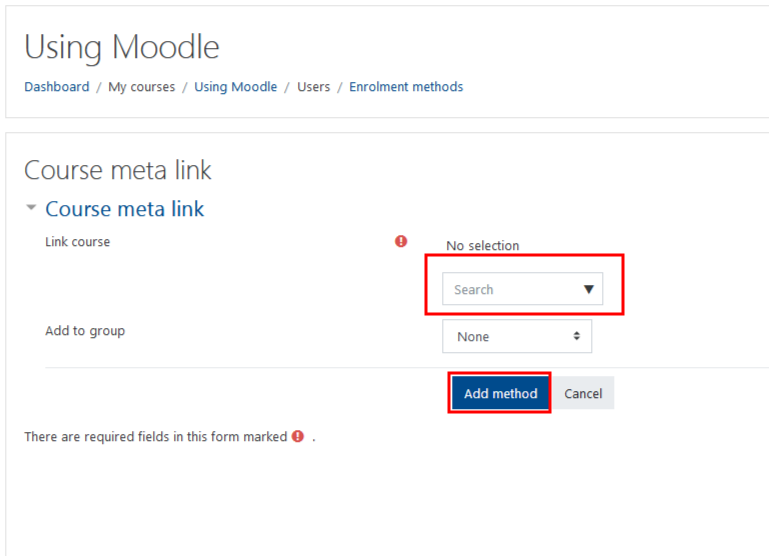 Using Moodle
Dashboard / My courses / Using Moodle / Users / Enrolment methods
Course meta link
Course meta link
Link course
No selection
Search
Add to group
None
Add method Cancel
There are required fields in this form marked .